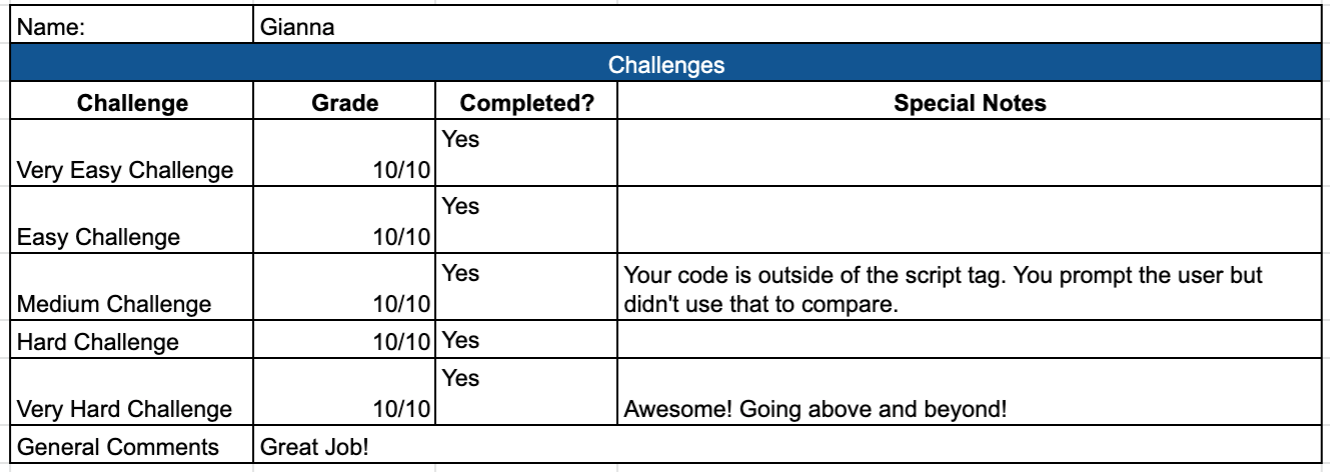 Name: Gianna
Challenges
Challenge Grade Completed? Special Notes
Very Easy Challenge 10/10 Yes
Easy Challenge 10/10 Yes
Medium Challenge 10/10 Yes Your code is outside of the script tag. You prompt the user but
didn't use that to compare.
Hard Challenge 10/10 Yes
Very Hard Challenge 10/10 Yes Awesome! Going above and beyond!
General Comments Great Job!